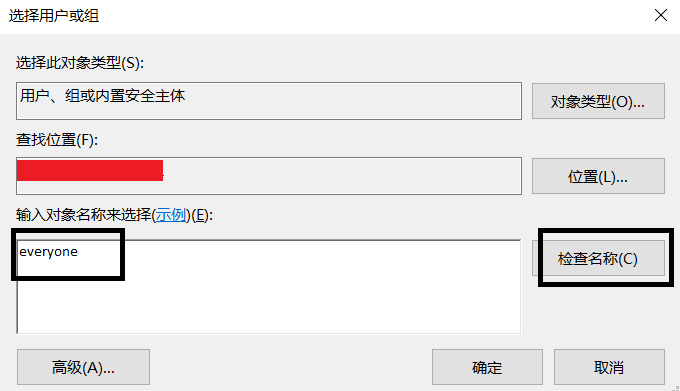 选择用户或组
选择此对象类型(S):
用户、组或内置安全主体
对象类型(O)...
查找位置(F):
位置(L)...
输入对象名称来选择(示例)(E):
everyone
检查名称(C)
高级(A)...
确定
取消